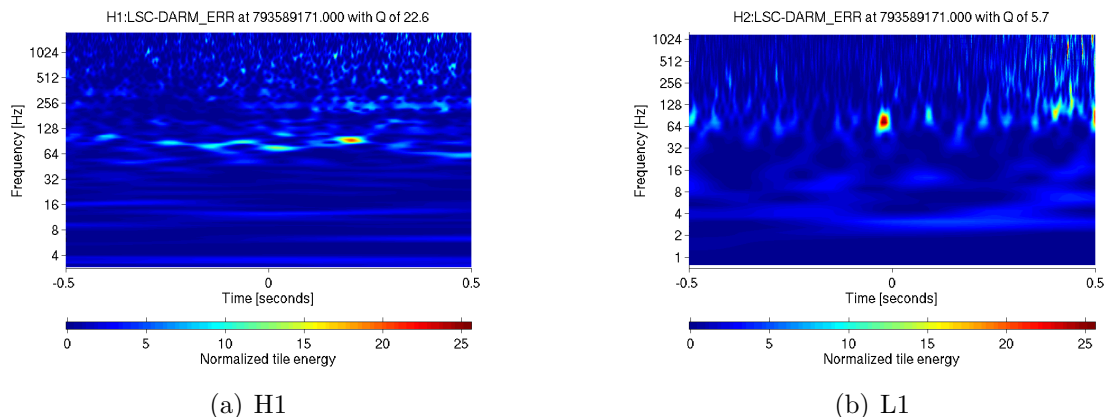 H1:LSC-DARM_ERR at 793589171.000 with Q of 22.6
1024
512
256
128
64
32
16
8
4
Frequency [Hz]
-0.5 0 0.5
Time [seconds]
0 5 10 15 20 25
Normalized tile energy
(a) H1
H2:LSC-DARM_ERR at 793589171.000 with Q of 5.7
1024
512
256
128
64
32
16
8
4
2
1
Frequency [Hz]
-0.5 0 0.5
Time [seconds]
0 5 10 15 20 25
Normalized tile energy
(b) L1